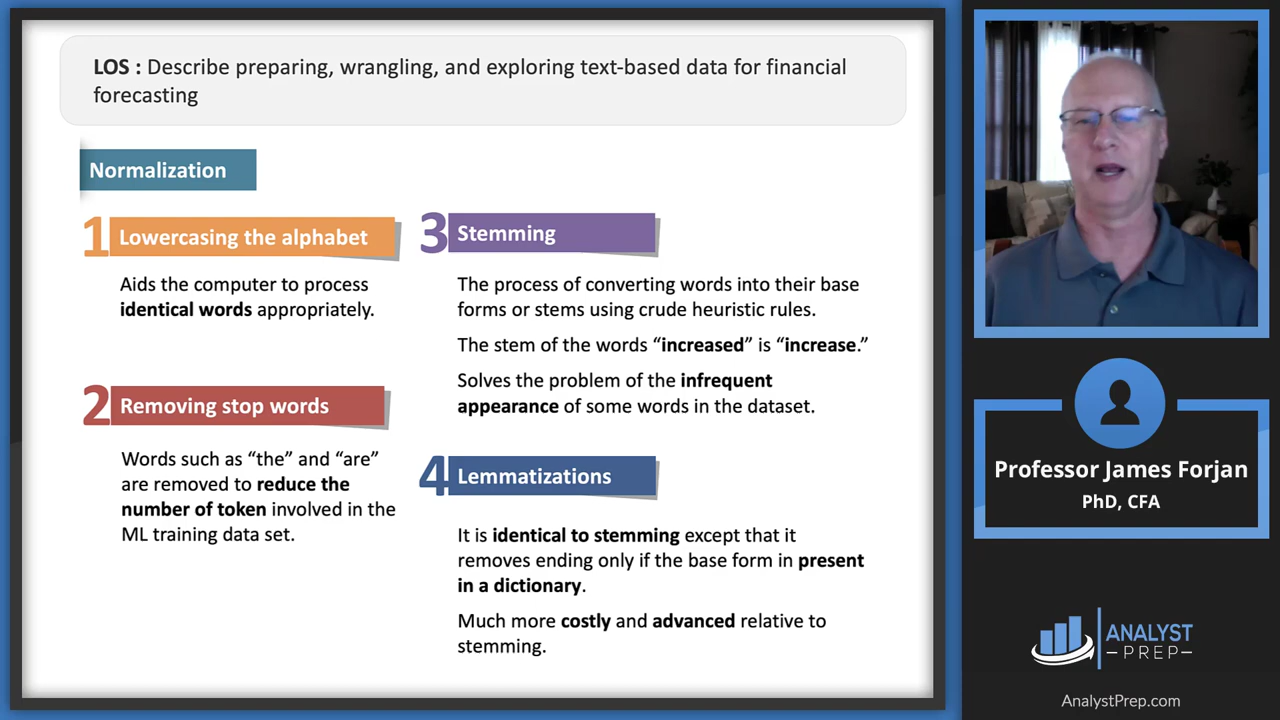 LOS : Describe preparing, wrangling, and exploring text-based data for financial
forecasting
Normalization
1 Lowercasing the alphabet
Aids the computer to process
identical words appropriately.
2 Removing stop words
Words such as “the” and “are”
are removed to reduce the
number of token involved in the
ML training data set.
3 Stemming
The process of converting words into their base
forms or stems using crude heuristic rules.
The stem of the words “increased” is “increase.”
Solves the problem of the infrequent
appearance of some words in the dataset.
4 Lemmatizations
It is identical to stemming except that it
removes ending only if the base form in present
in a dictionary.
Much more costly and advanced relative to
stemming.
Professor James Forjan
PhD, CFA
ANALYST
PREP
AnalystPrep.com